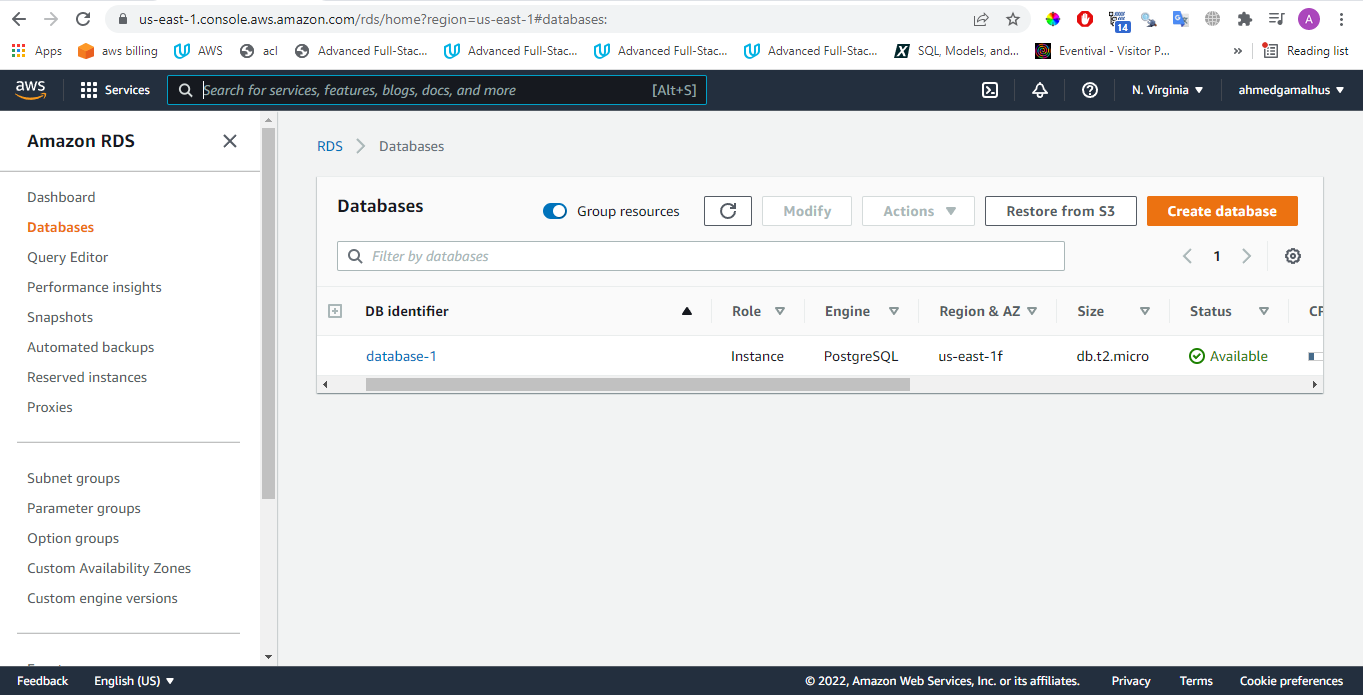 us-east-1.console.aws.amazon.com/rds/home?region=us-east-1#databases:
14
A
Apps
aws billing
AWS
acl
Advanced Full-Stac...
Advanced Full-Stac...
Advanced Full-Stac...
Advanced Full-Stac...
SQL, Models, and...
Eventival - Visitor P...
»
Reading list
aws
Services
Search for services, features, blogs, docs, and more
[Alt+S]
N. Virginia
ahmedgamalhus
Amazon RDS
Dashboard
Databases
Query Editor
Performance insights
Snapshots
Automated backups
Reserved instances
Proxies
Subnet groups
Parameter groups
Option groups
Custom Availability Zones
Custom engine versions
RDS
Databases
Databases
Group resources
Modify
Actions
Restore from S3
Create database
Filter by databases
1
DB identifier
Role
Engine
Region & AZ
Size
Status
database-1
Instance
PostgreSQL
us-east-1f
db.t2.micro
Available
Feedback
English (US)
© 2022, Amazon Web Services, Inc. or its affiliates.
Privacy
Terms
Cookie preferences